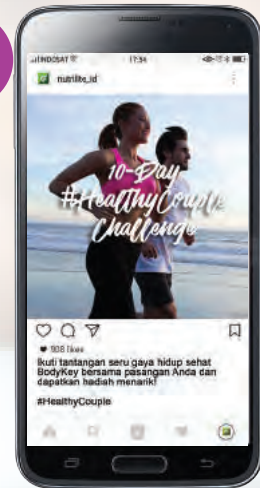 INDOSAT
17:34
nutrilite_id
10-Day
#HealthyCouple
Challenge
908 likes
Ikuti tantangan seru gaya hidup sehat
BodyKey bersama pasangan Anda dan
dapatkan hadiah menarik!
#HealthyCouple